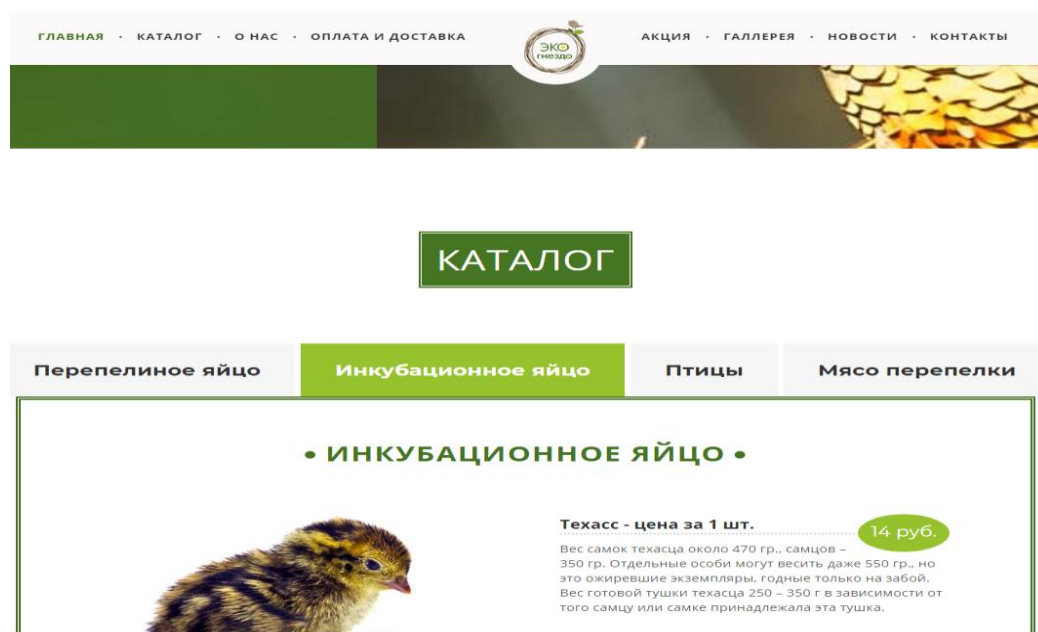 ГЛАВНАЯ · КАТАЛОГ · О НАС · ОПЛАТА И ДОСТАВКА
ЭКО
гнездо
АКЦИЯ · ГАЛЛЕРЕЯ · НОВОСТИ · КОНТАКТЫ
КАТАЛОГ
Перепелиное яйцо
Инкубационное яйцо
Птицы
Мясо перепелки
• ИНКУБАЦИОННОЕ ЯЙЦО •
Техасс - цена за 1 шт.
14 руб.
Вес самок техасца около 470 гр., самцов –
350 гр. Отдельные особи могут весить даже 550 гр., но
это ожиревшие экземпляры, годные только на забой.
Вес готовой тушки техасца 250 – 350 г в зависимости от
того самцу или самке принадлежала эта тушка.